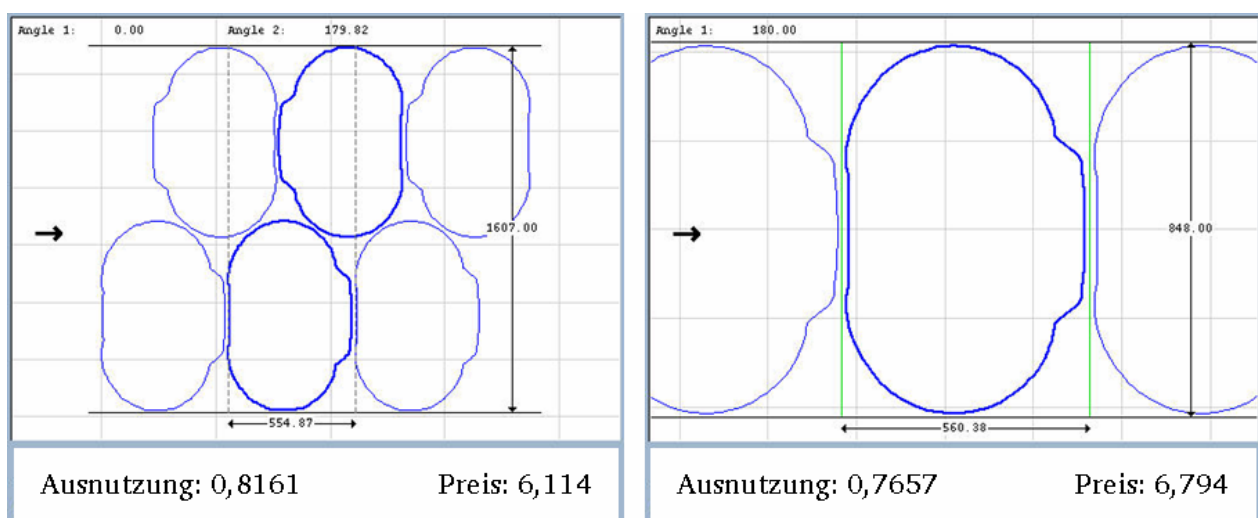 Angle 1: 0.00 Angle 2: 179.82
1607.00
554.87
Ausnutzung: 0,8161 Preis: 6,114
Angle 1: 180.00
848.00
560.38
Ausnutzung: 0,7657 Preis: 6,794